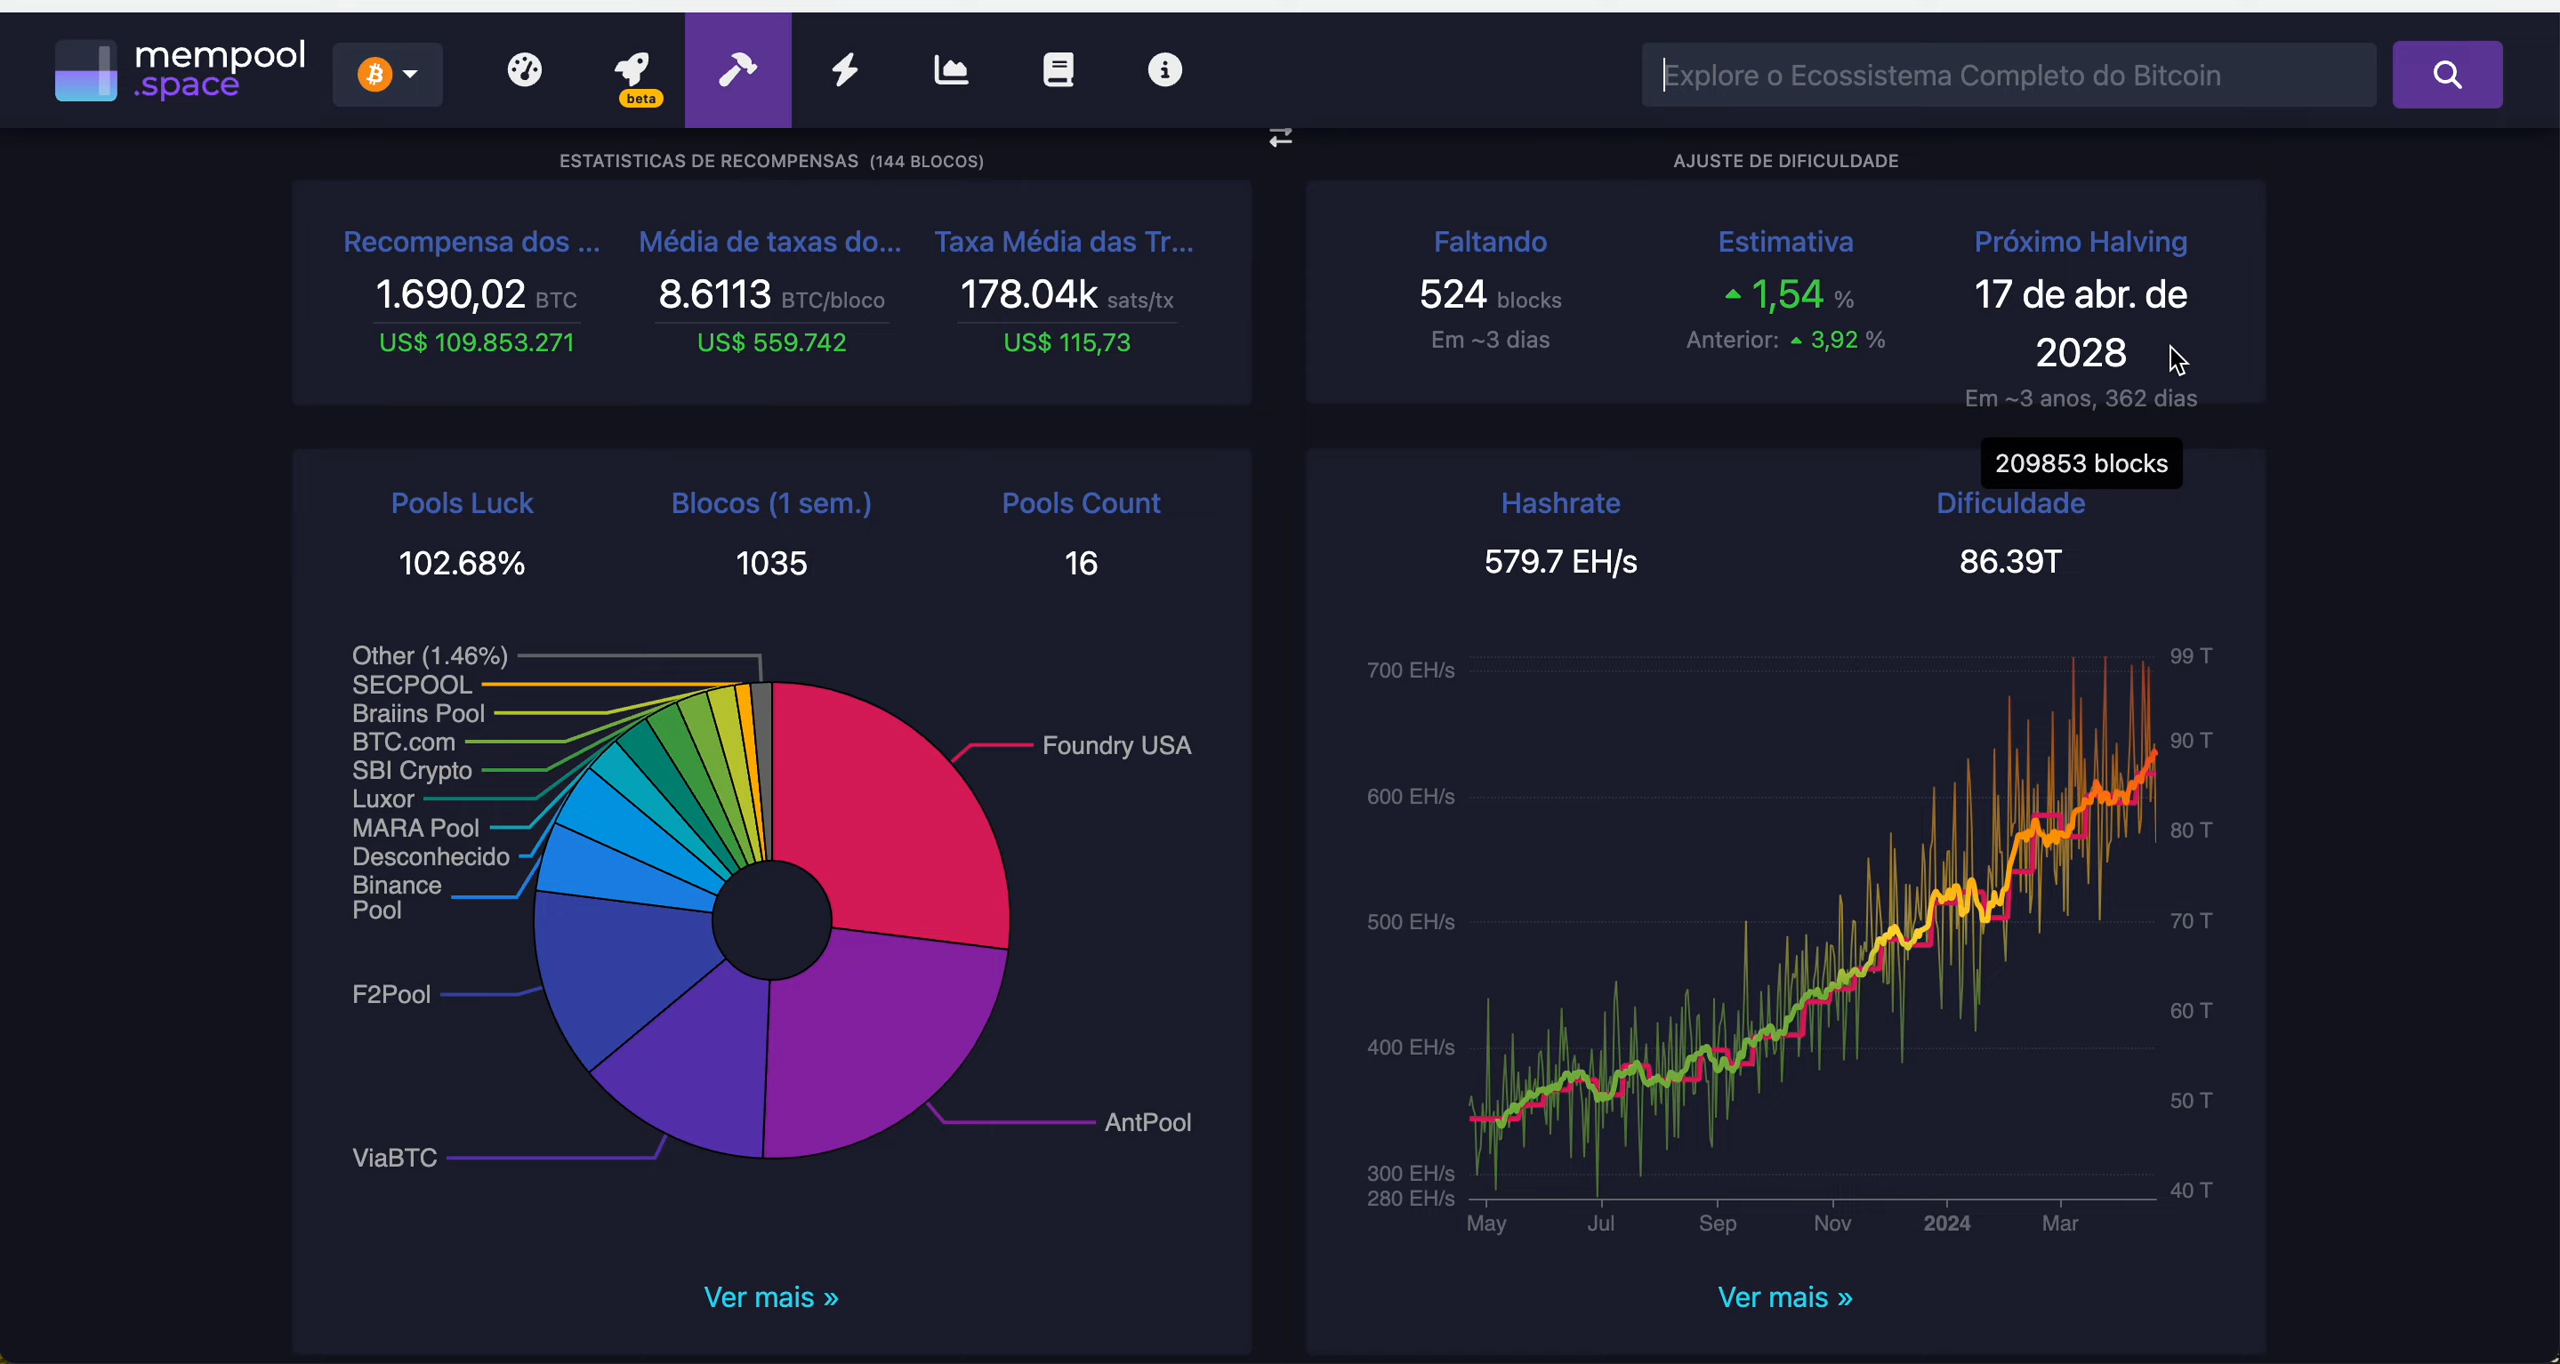 mempool
.space
beta
Explore o Ecossistema Completo do Bitcoin
ESTATISTICAS DE RECOMPENSAS (144 BLOCOS)
Recompensa dos ...
1.690,02 BTC
US$ 109.853.271
Média de taxas do...
8.6113 BTC/bloco
US$ 559.742
Taxa Média das Tr...
178.04k sats/tx
US$ 115,73
AJUSTE DE DIFICULDADE
Faltando
524 blocks
Em ~3 dias
Estimativa
1,54 %
Anterior: 3,92 %
Próximo Halving
17 de abr. de
2028
Em ~3 anos, 362 dias
209853 blocks
Pools Luck
102.68%
Blocos (1 sem.)
1035
Pools Count
16
Other (1.46%)
SECPOOL
Braiins Pool
BTC.com
SBI Crypto
Luxor
MARA Pool
Desconhecido
Binance
Pool
F2Pool
ViaBTC
Foundry USA
AntPool
Ver mais »
Hashrate
579.7 EH/s
Dificuldade
86.39T
700 EH/s
600 EH/s
500 EH/s
400 EH/s
300 EH/s
280 EH/s
99 T
90 T
80 T
70 T
60 T
50 T
40 T
May
Jul
Sep
Nov
2024
Mar
Ver mais »